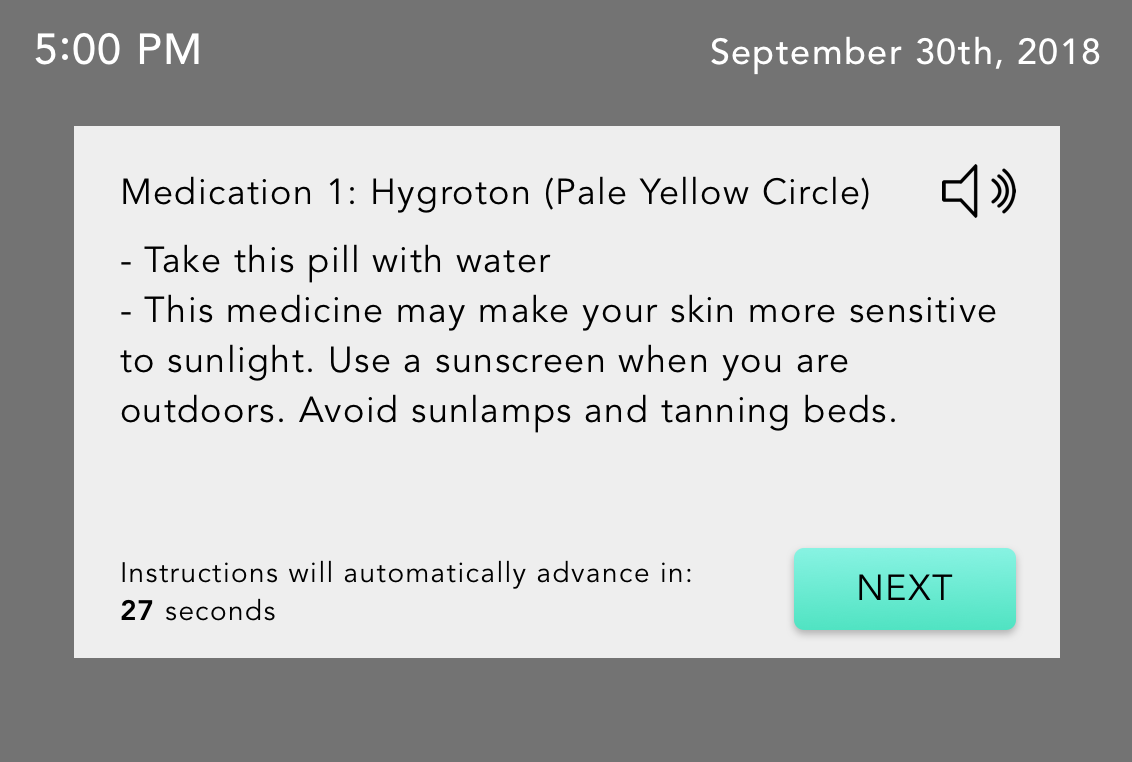 5:00 PM
September 30th, 2018
Medication 1: Hygroton (Pale Yellow Circle)
- Take this pill with water
- This medicine may make your skin more sensitive
to sunlight. Use a sunscreen when you are
outdoors. Avoid sunlamps and tanning beds.
Instructions will automatically advance in:
27 seconds
NEXT